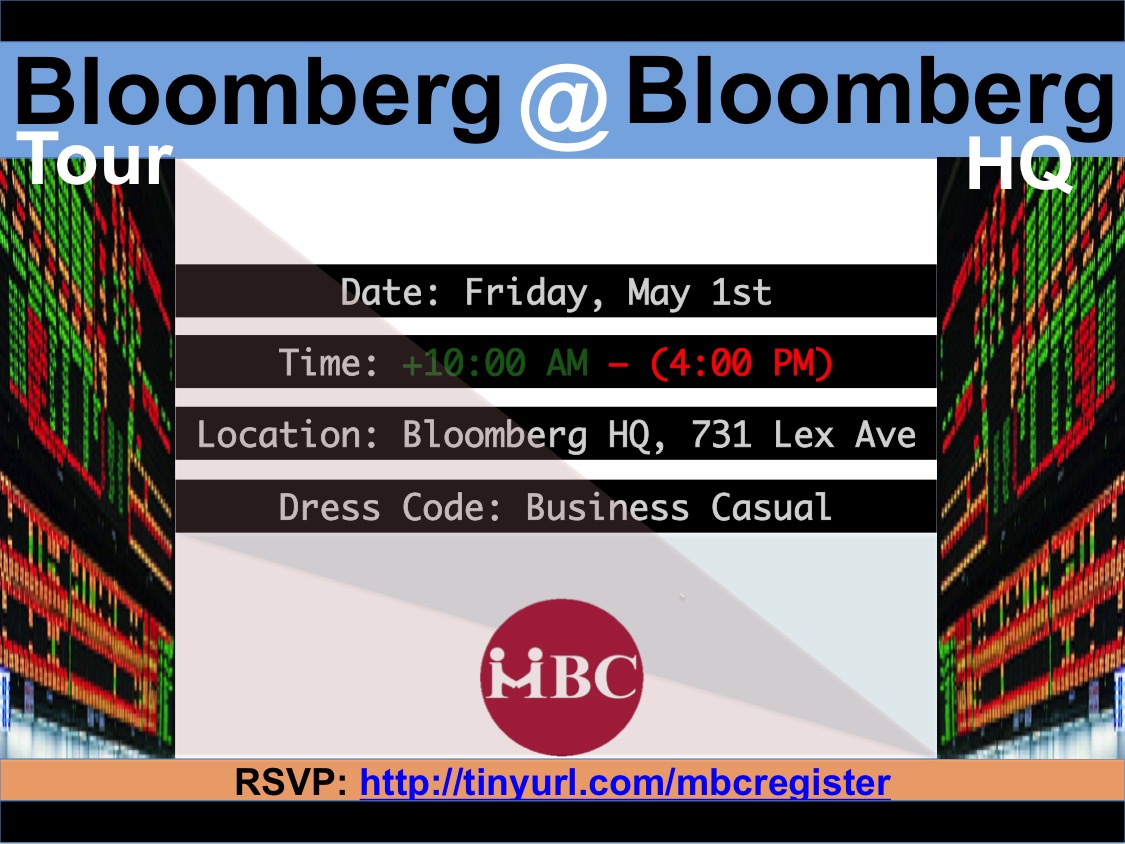 Bloomberg @ Bloomberg
Tour HQ
Date: Friday, May 1st
Time: +10:00 AM – (4:00 PM)
Location: Bloomberg HQ, 731 Lex Ave
Dress Code: Business Casual
MBC
RSVP: http://tinyurl.com/mbcregister